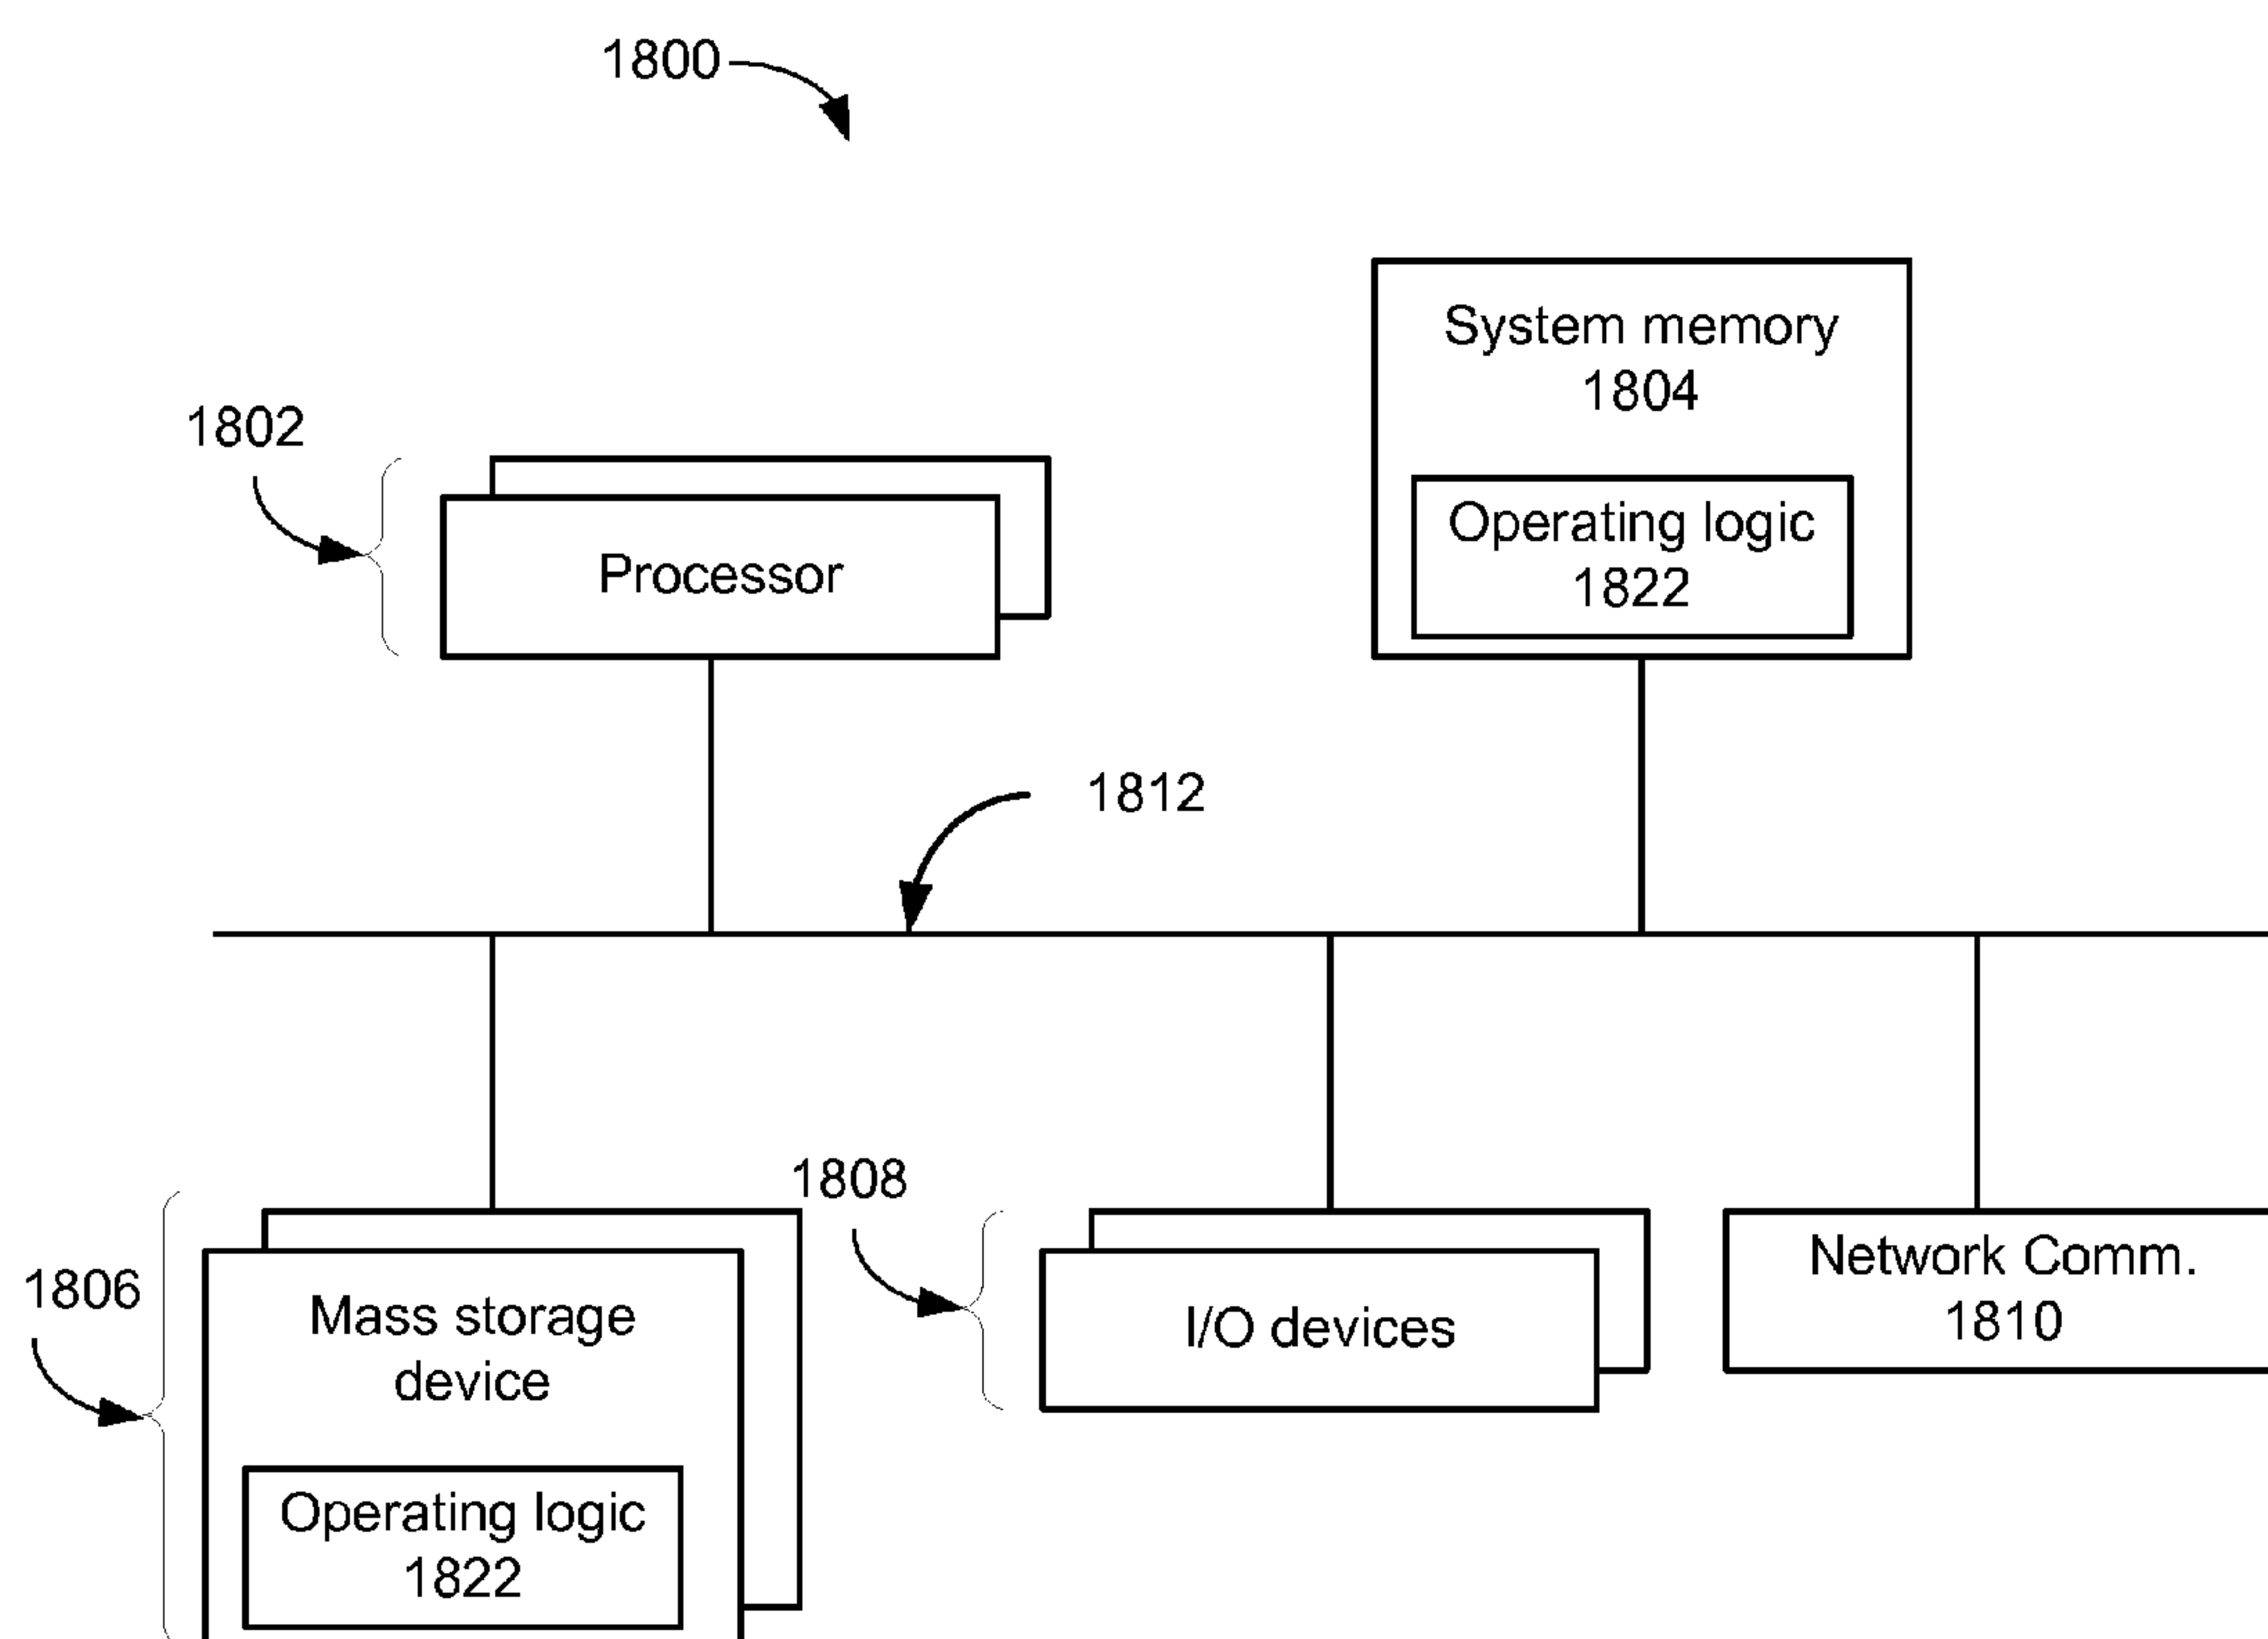 1800
System memory
1804
1802
Operating logic
1822
Processor
1812
1808
1806
Mass storage
device
I/O devices
Network Comm.
1810
Operating logic
1822